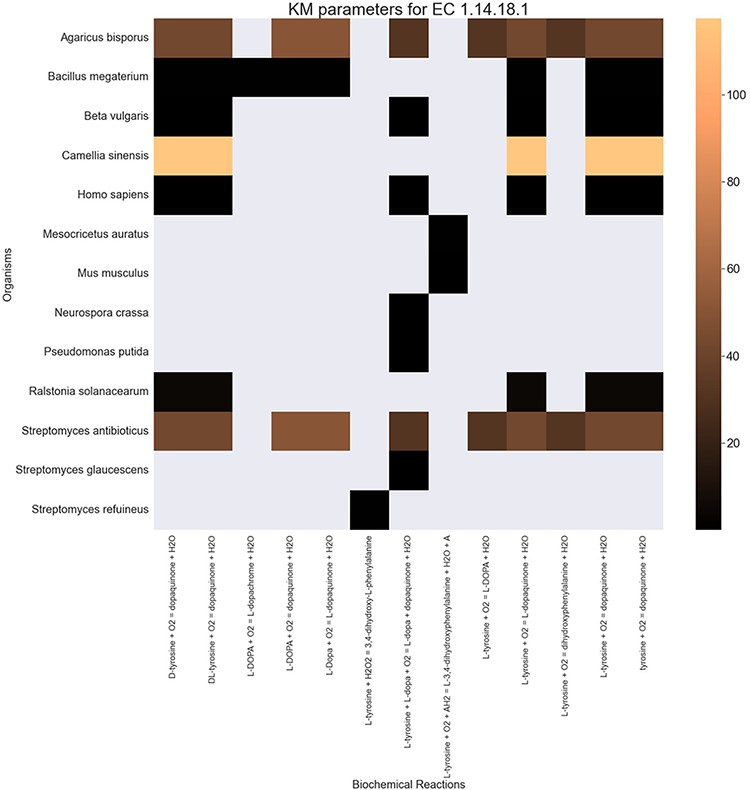 KM parameters for EC 1.14.18.1
Agaricus bisporus
Bacillus megaterium
Beta vulgaris
Camellia sinensis
Homo sapiens
Mesocricetus auratus
Mus musculus
Neurospora crassa
Pseudomonas putida
Ralstonia solanacearum
Streptomyces antibioticus
Streptomyces glaucescens
Streptomyces refuineus
Organisms
100
80
60
40
20
D-tyrosine + O2 = dopaquinone + H2O
DL-tyrosine + O2 = dopaquinone + H2O
L-DOPA + O2 = L-dopachrome + H2O
L-DOPA + O2 = dopaquinone + H2O
L-Dopa + O2 = L-dopaquinone + H2O
L-tyrosine + H2O2 = 3,4-dihydroxy-L-phenylalanine
L-tyrosine + L-dopa + O2 = L-dopa + dopaquinone + H2O
L-tyrosine + O2 + AH2 = L-3,4-dihydroxyphenylalanine + H2O + A
L-tyrosine + O2 = L-DOPA + H2O
L-tyrosine + O2 = L-dopaquinone + H2O
L-tyrosine + O2 = dihydroxyphenylalanine + H2O
L-tyrosine + O2 = dopaquinone + H2O
tyrosine + O2 = dopaquinone + H2O
Biochemical Reactions